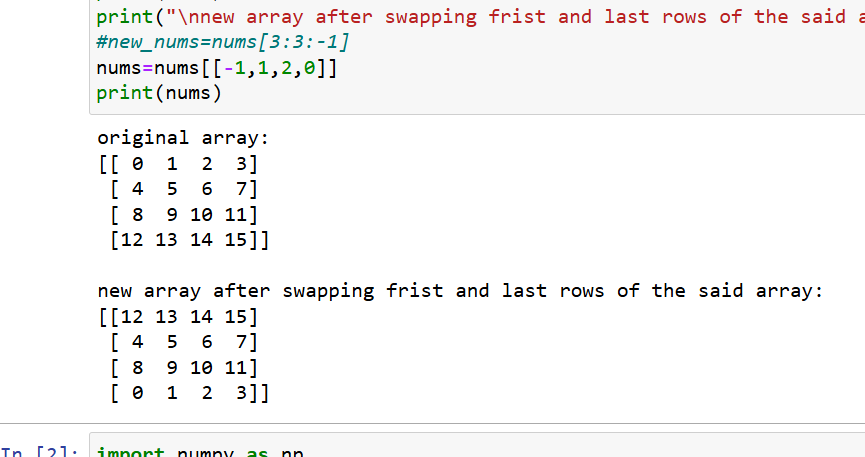 print("\nnew array after swapping frist and last rows of the said a
#new_nums=nums[3:3:-1]
nums=nums[[-1,1,2,0]]
print(nums)
original array:
[[ 0  1  2  3]
 [ 4  5  6  7]
 [ 8  9 10 11]
 [12 13 14 15]]
new array after swapping frist and last rows of the said array:
[[12 13 14 15]
 [ 4  5  6  7]
 [ 8  9 10 11]
 [ 0  1  2  3]]
In [2]: import numpy as np